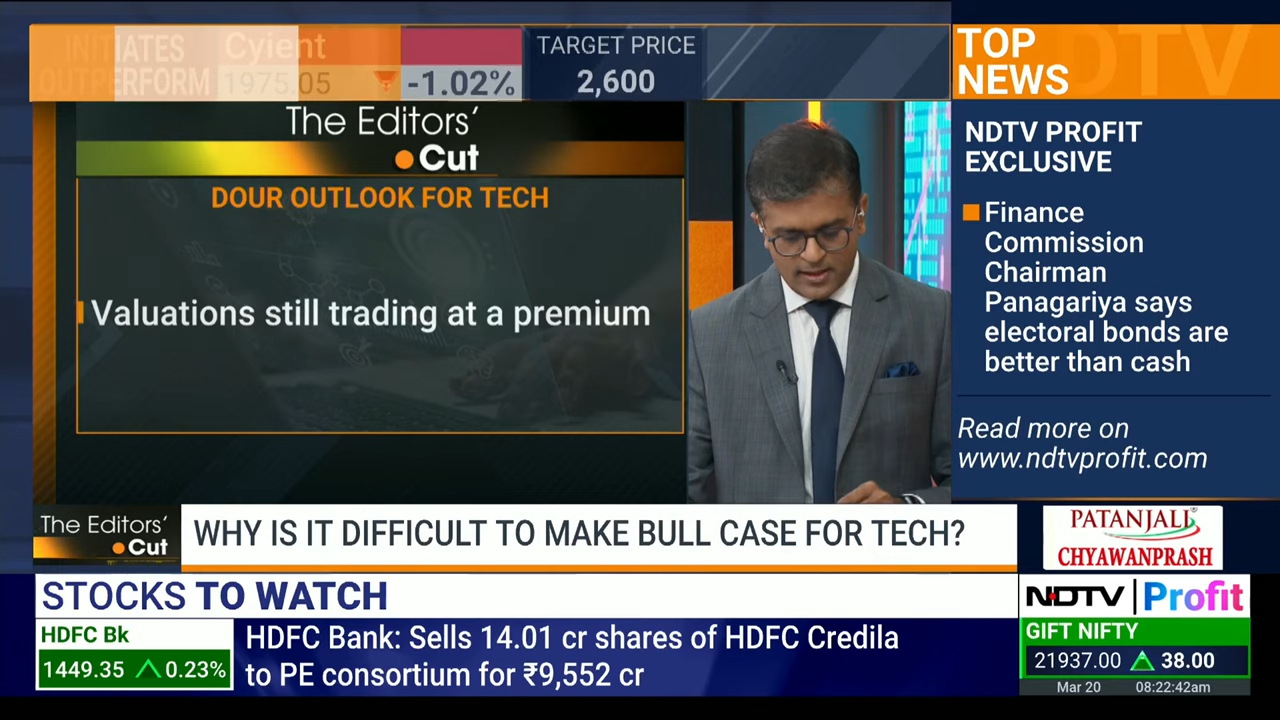 INITIATES
OUTPERFORM
Cyient
1975.05
-1.02%
TARGET PRICE
2,600
The Editors'
Cut
DOUR OUTLOOK FOR TECH
Valuations still trading at a premium
TOP
NEWS
NDTV
NDTV PROFIT
EXCLUSIVE
Finance
Commission
Chairman
Panagariya says
electoral bonds are
better than cash
Read more on
www.ndtvprofit.com
The Editors'
Cut
WHY IS IT DIFFICULT TO MAKE BULL CASE FOR TECH?
PATANJALI
CHYAWANPRASH
STOCKS TO WATCH
HDFC Bk
1449.35 0.23%
HDFC Bank: Sells 14.01 cr shares of HDFC Credila
to PE consortium for ₹9,552 cr
NDTV Profit
GIFT NIFTY
21937.00 38.00
Mar 20 08:22:42am